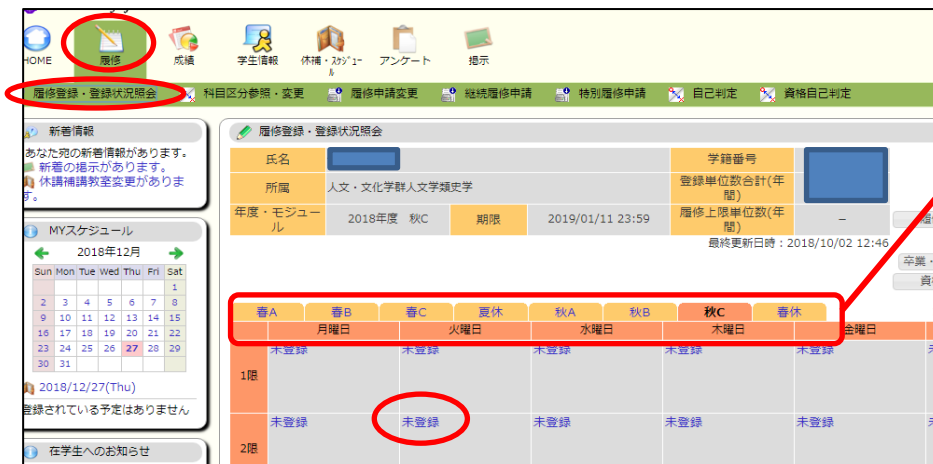 HOME 履修 成績 学生情報 休補・スケジュール アンケート 掲示
履修登録・登録状況照会 科目区分参照・変更 履修申請変更 継続履修申請 特別履修申請 自己判定 資格自己判定
新着情報
あなた宛の新着情報があります。
新着の掲示があります。
休講補講教室変更があります。
MYスケジュール
2018年12月
Sun Mon Tue Wed Thu Fri Sat
1
2 3 4 5 6 7 8
9 10 11 12 13 14 15
16 17 18 19 20 21 22
23 24 25 26 27 28 29
30 31
2018/12/27(Thu)
登録されている予定はありません
在学生へのお知らせ
履修登録・登録状況照会
氏名 学籍番号
所属 人文・文化学群人文学類史学 登録単位数合計(年間)
年度・モジュール 2018年度 秋C 期限 2019/01/11 23:59 履修上限単位数(年間) –
最終更新日時：2018/10/02 12:46
卒業・
春A 春B 春C 夏休 秋A 秋B 秋C 春休
月曜日 火曜日 水曜日 木曜日 金曜日
1限 未登録 未登録 未登録 未登録 未登録
2限 未登録 未登録 未登録 未登録 未登録